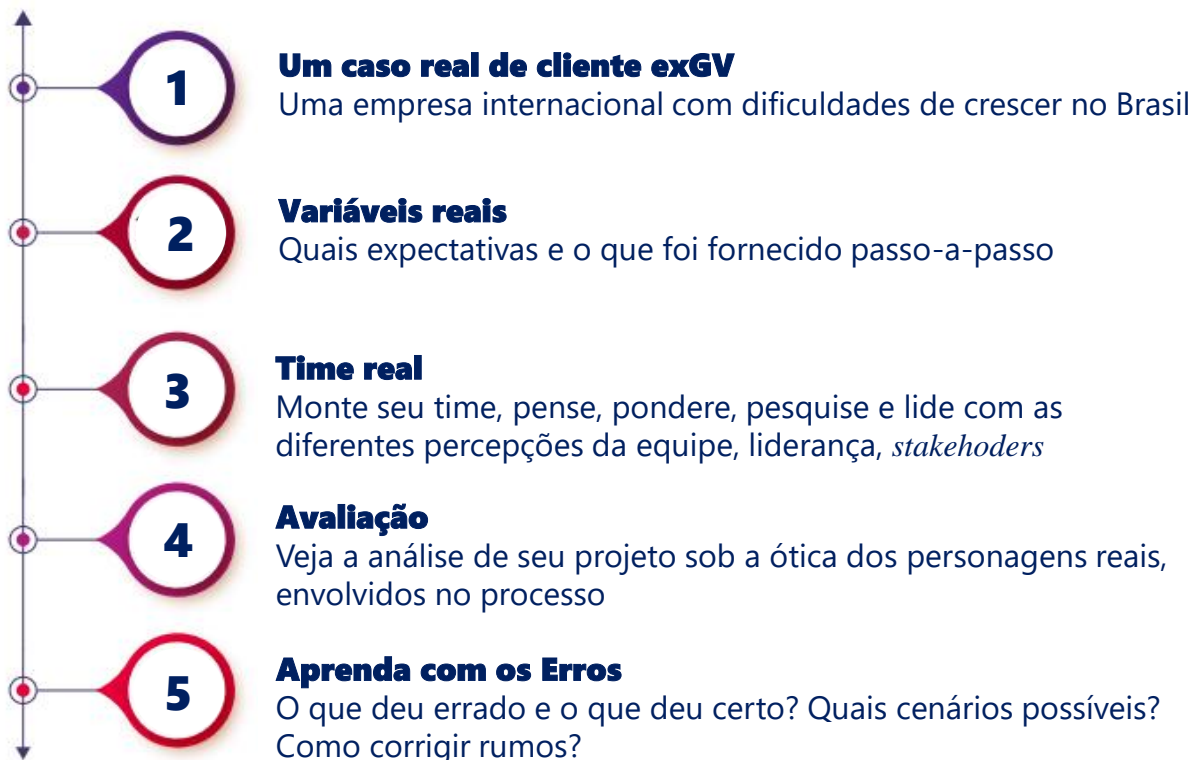 1
Um caso real de cliente exGV
Uma empresa internacional com dificuldades de crescer no Brasil
2
Variáveis reais
Quais expectativas e o que foi fornecido passo-a-passo
3
Time real
Monte seu time, pense, pondere, pesquise e lide com as
diferentes percepções da equipe, liderança, stakehoders
4
Avaliação
Veja a análise de seu projeto sob a ótica dos personagens reais,
envolvidos no processo
5
Aprenda com os Erros
O que deu errado e o que deu certo? Quais cenários possíveis?
Como corrigir rumos?